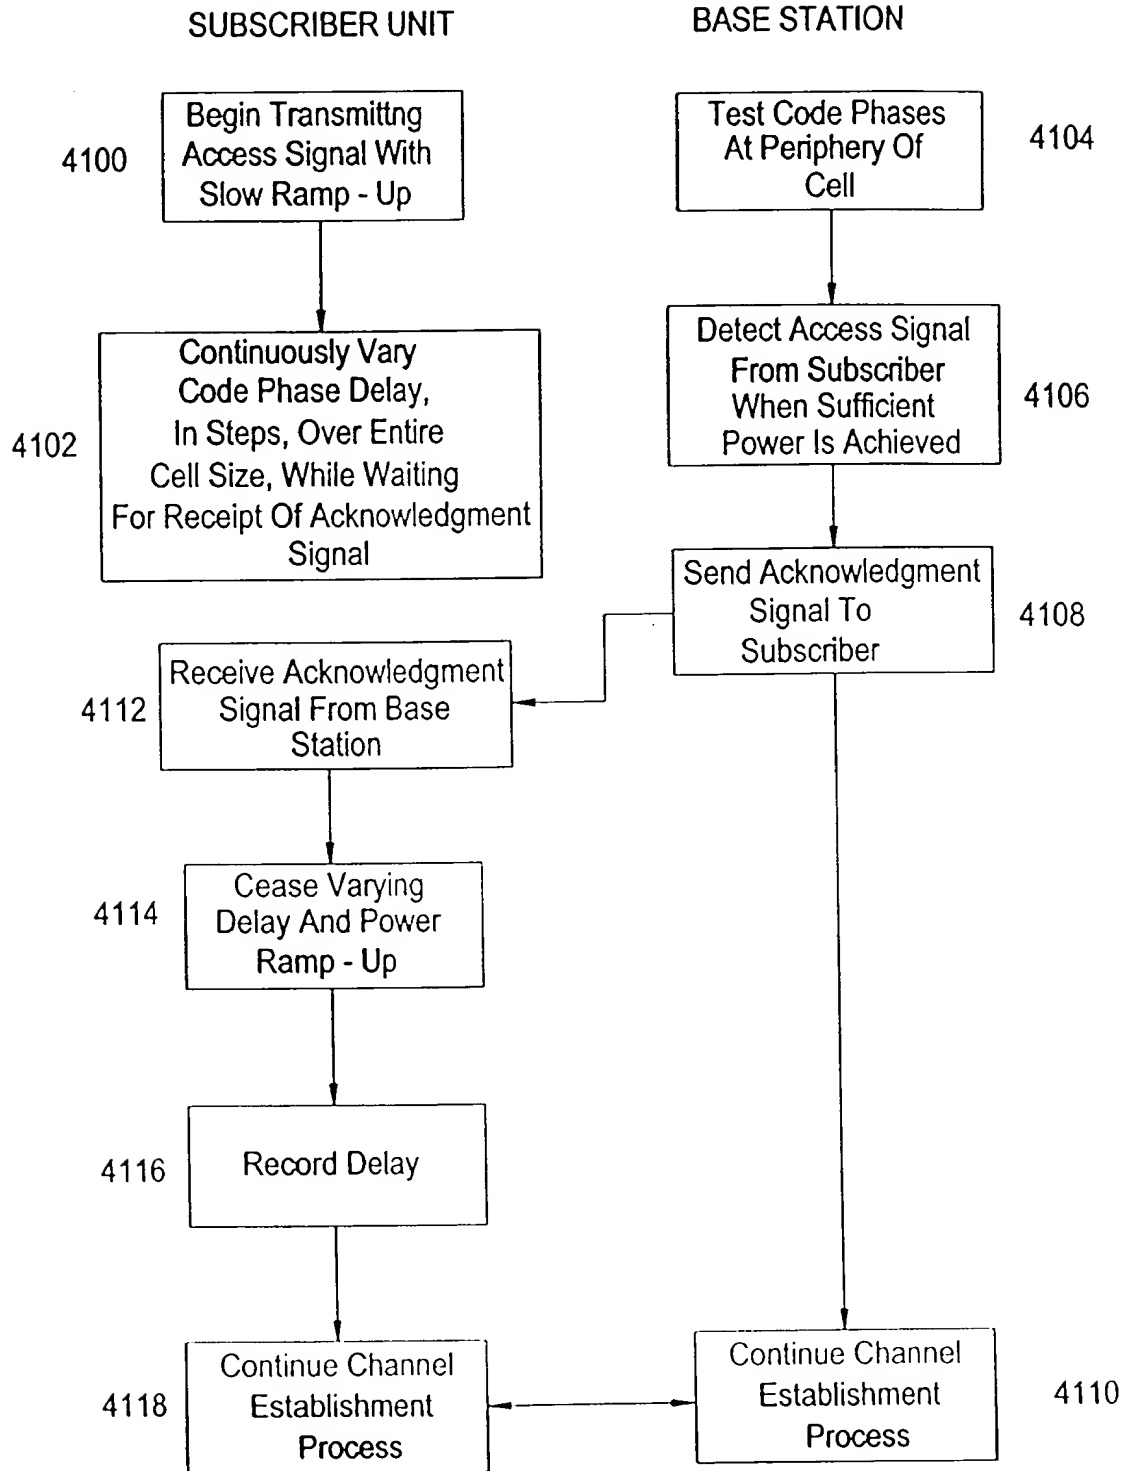 SUBSCRIBER UNIT
BASE STATION
4100
Begin Transmittng
Access Signal With
Slow Ramp - Up
Test Code Phases
At Periphery Of
Cell
4104
4102
Continuously Vary
Code Phase Delay,
In Steps, Over Entire
Cell Size, While Waiting
For Receipt Of Acknowledgment
Signal
Detect Access Signal
From Subscriber
When Sufficient
Power Is Achieved
4106
Send Acknowledgment
Signal To
Subscriber
4108
4112
Receive Acknowledgment
Signal From Base
Station
4114
Cease Varying
Delay And Power
Ramp - Up
4116
Record Delay
4118
Continue Channel
Establishment
Process
Continue Channel
Establishment
Process
4110